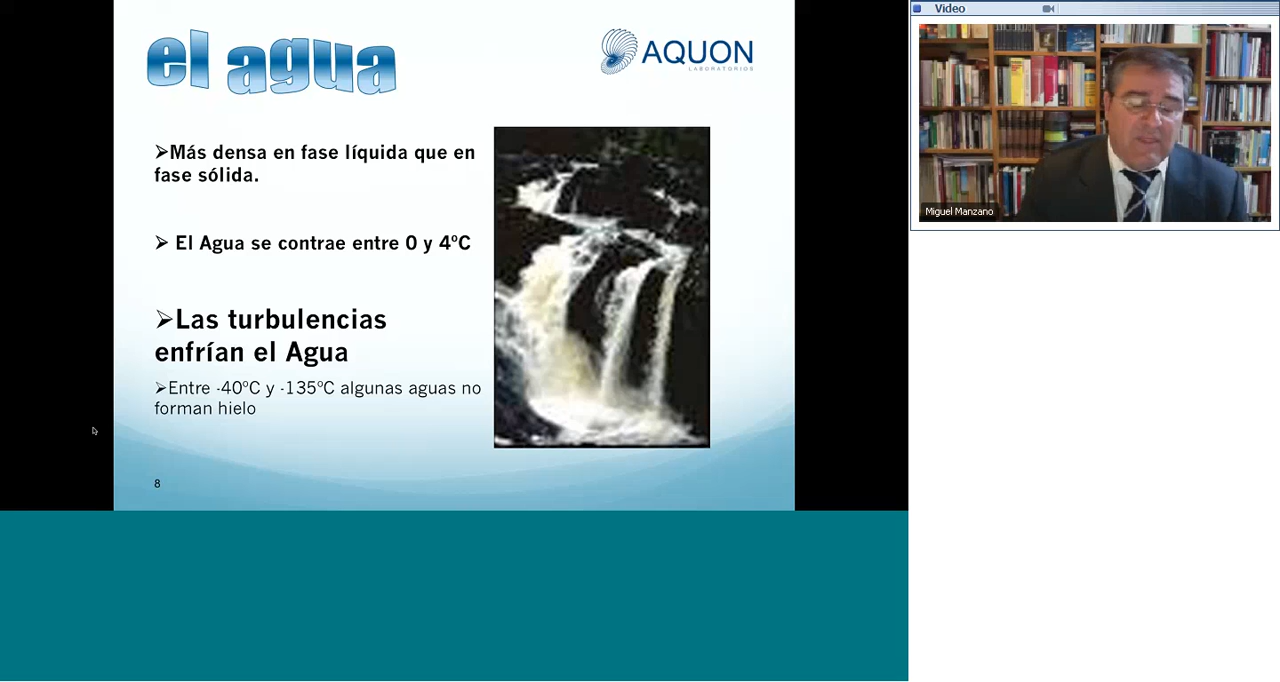 el agua
AQUON
LABORATORIOS
➢Más densa en fase líquida que en
fase sólida.
➢ El Agua se contrae entre 0 y 4ºC
➢Las turbulencias
enfrían el Agua
➢Entre -40ºC y -135ºC algunas aguas no
forman hielo
8
Video
Miguel Manzano